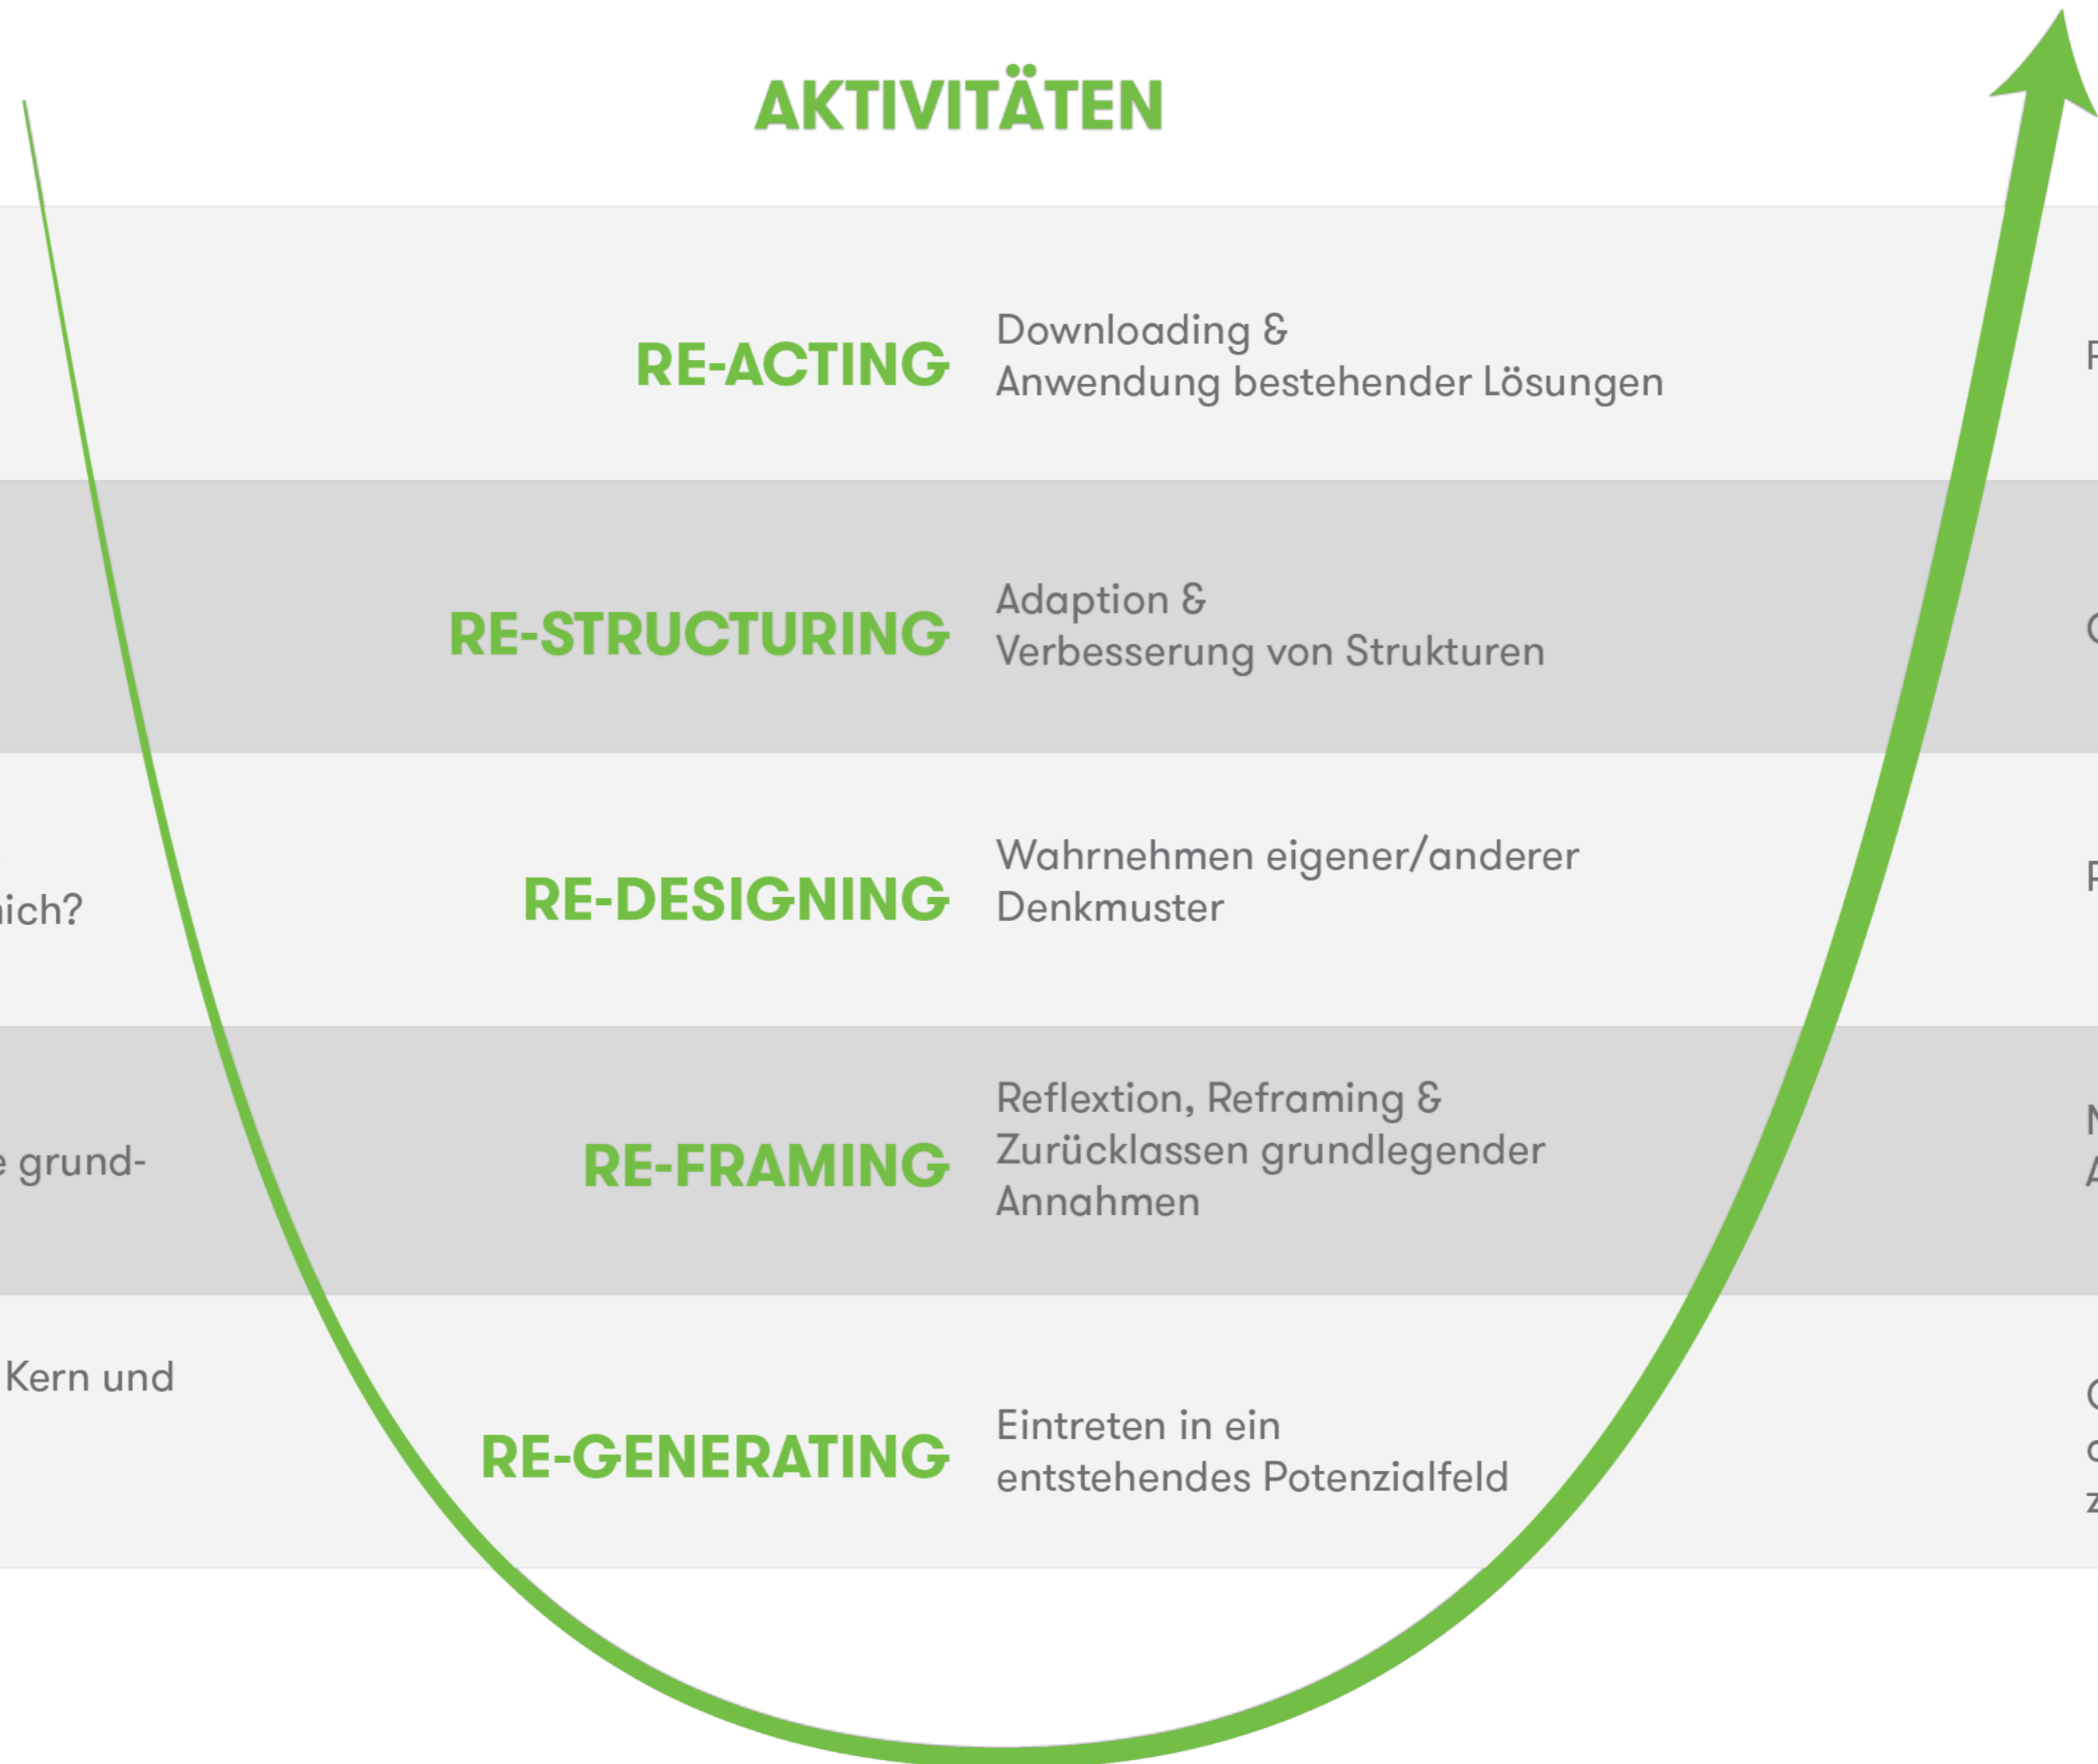 AKTIVITÄTEN
RE-ACTING
Downloading &
Anwendung bestehender Lösungen
RE-STRUCTURING
Adaption &
Verbesserung von Strukturen
RE-DESIGNING
Wahrnehmen eigener/anderer
Denkmuster
RE-FRAMING
Reflextion, Reframing &
Zurücklassen grundlegender
Annahmen
grund-
Kern und
RE-GENERATING
Eintreten in ein
entstehendes Potenzialfeld